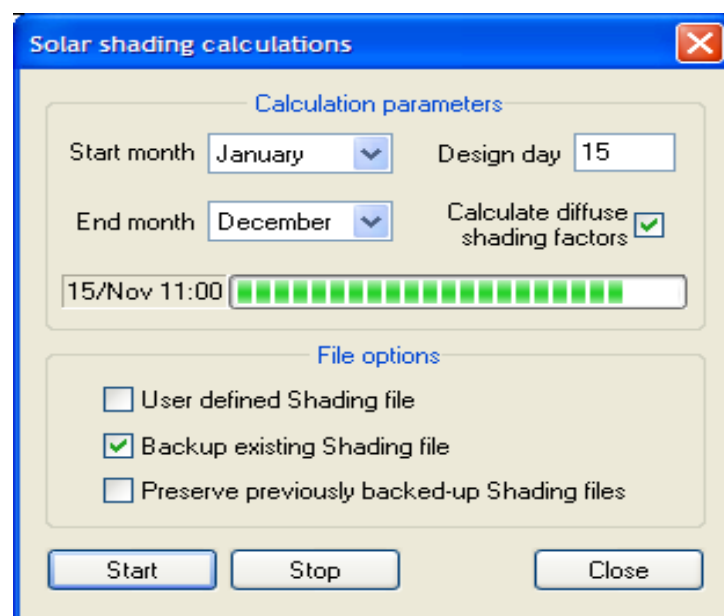 Solar shading calculations
Calculation parameters
Start month January Design day 15
End month December Calculate diffuse
shading factors
15/Nov 11:00
File options
User defined Shading file
Backup existing Shading file
Preserve previously backed-up Shading files
Start Stop Close